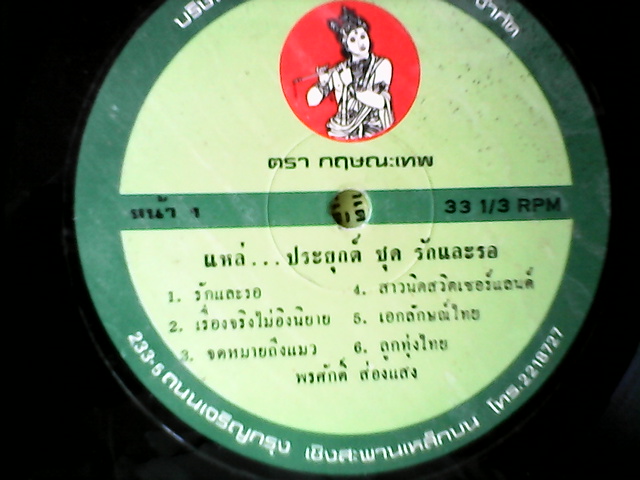 ตรา กฤษณะเทพ
หน้า 1
33 1/3 RPM
แหล่...ประยุกต์ ชุด รักและรอ
1. รักและรอ
2. เรื่องจริงไม่อิงนิยาย
3. จดหมายถึงแมว
4. สาวนิดสวิตเซอร์แลนด์
5. เอกลักษณ์ไทย
6. ลูกทุ่งไทย
พรศักดิ์ ส่องแสง
233-5 ถนนเจริญกรุง เชิงสะพานเหล็กบน โทร.2218727